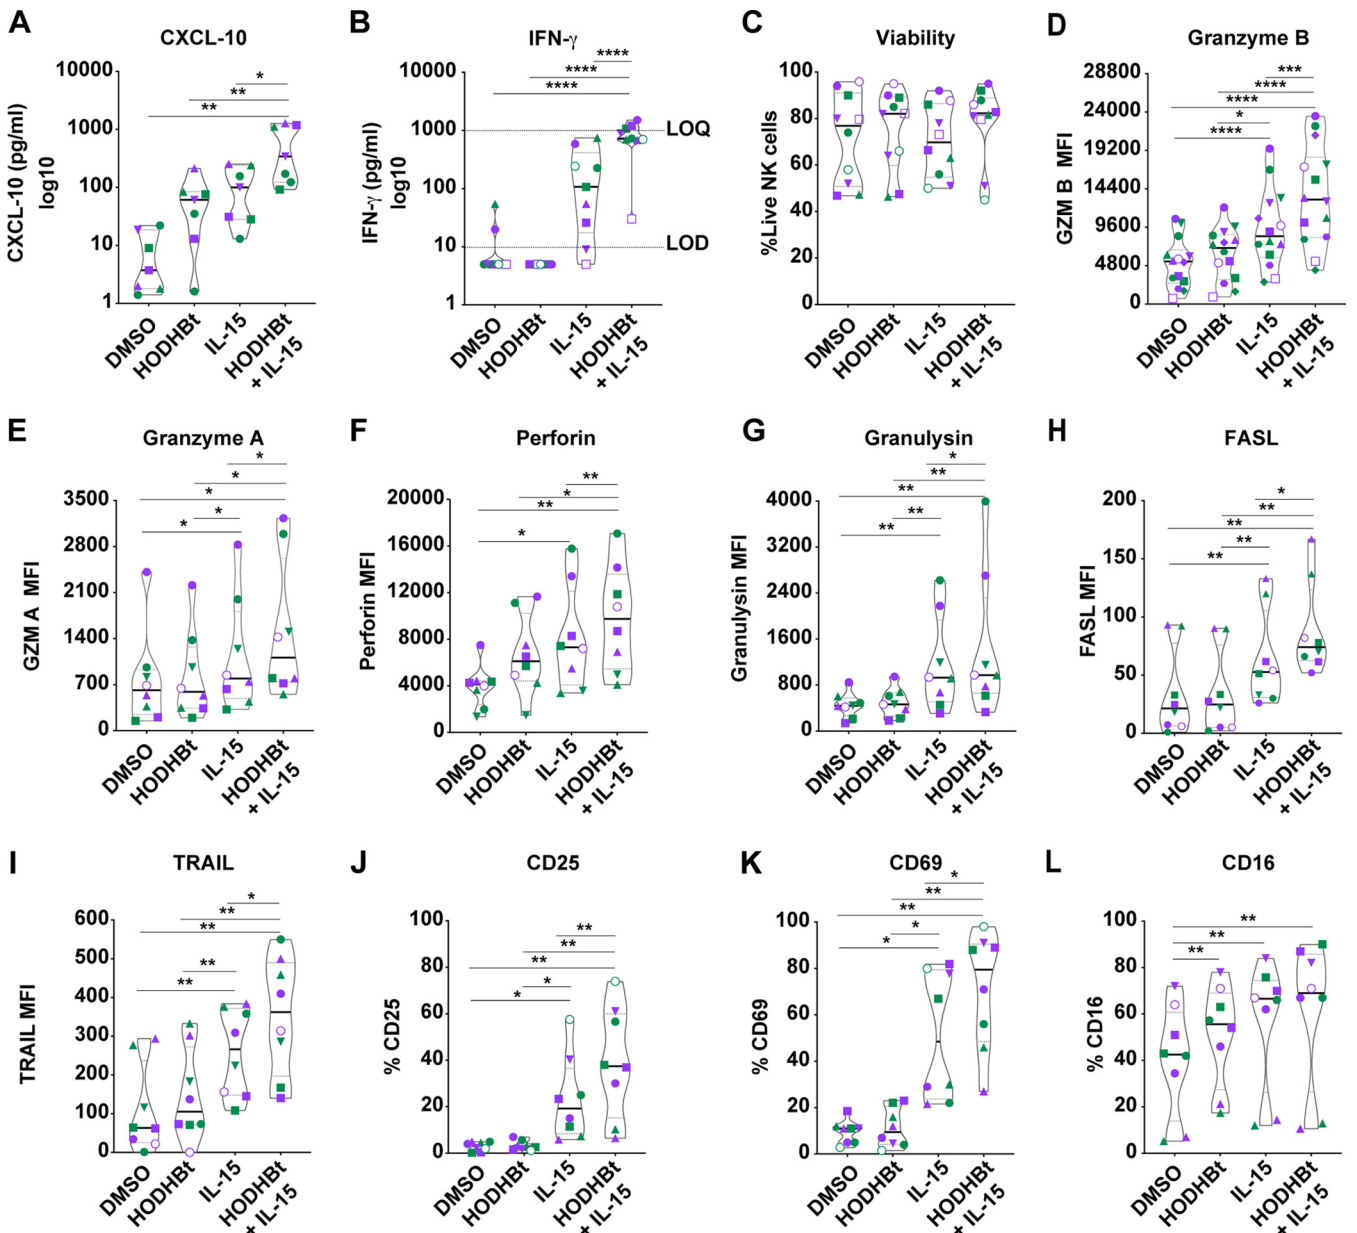 A
CXCL-10
CXCL-10 (pg/ml)
log10
10000
1000
100
10
1
*
**
**
DMSO
HODHBt
IL-15
HODHBt
+ IL-15
B
IFN-γ
IFN-γ (pg/ml)
log10
10000
1000
100
10
1
****
****
****
LOQ
LOD
DMSO
HODHBt
IL-15
HODHBt
+ IL-15
C
Viability
%Live NK cells
100
80
60
40
20
0
DMSO
HODHBt
IL-15
HODHBt
+ IL-15
D
Granzyme B
GZM B MFI
28800
24000
19200
14400
9600
4800
0
***
****
****
*
****
DMSO
HODHBt
IL-15
HODHBt
+ IL-15
E
Granzyme A
GZM A MFI
3500
2800
2100
1400
700
0
*
*
*
*
*
DMSO
HODHBt
IL-15
HODHBt
+ IL-15
F
Perforin
Perforin MFI
20000
16000
12000
8000
4000
0
**
*
**
*
DMSO
HODHBt
IL-15
HODHBt
+ IL-15
G
Granulysin
Granulysin MFI
4000
3200
2400
1600
800
0
*
**
**
**
**
DMSO
HODHBt
IL-15
HODHBt
+ IL-15
H
FASL
FASL MFI
200
150
100
50
0
*
**
**
**
**
DMSO
HODHBt
IL-15
HODHBt
+ IL-15
I
TRAIL
TRAIL MFI
600
500
400
300
200
100
0
*
**
**
**
**
DMSO
HODHBt
IL-15
HODHBt
+ IL-15
J
CD25
% CD25
100
80
60
40
20
0
**
**
**
*
*
DMSO
HODHBt
IL-15
HODHBt
+ IL-15
K
CD69
% CD69
100
80
60
40
20
0
*
**
**
*
*
DMSO
HODHBt
IL-15
HODHBt
+ IL-15
L
CD16
% CD16
100
80
60
40
20
0
**
**
**
DMSO
HODHBt
IL-15
HODHBt
+ IL-15